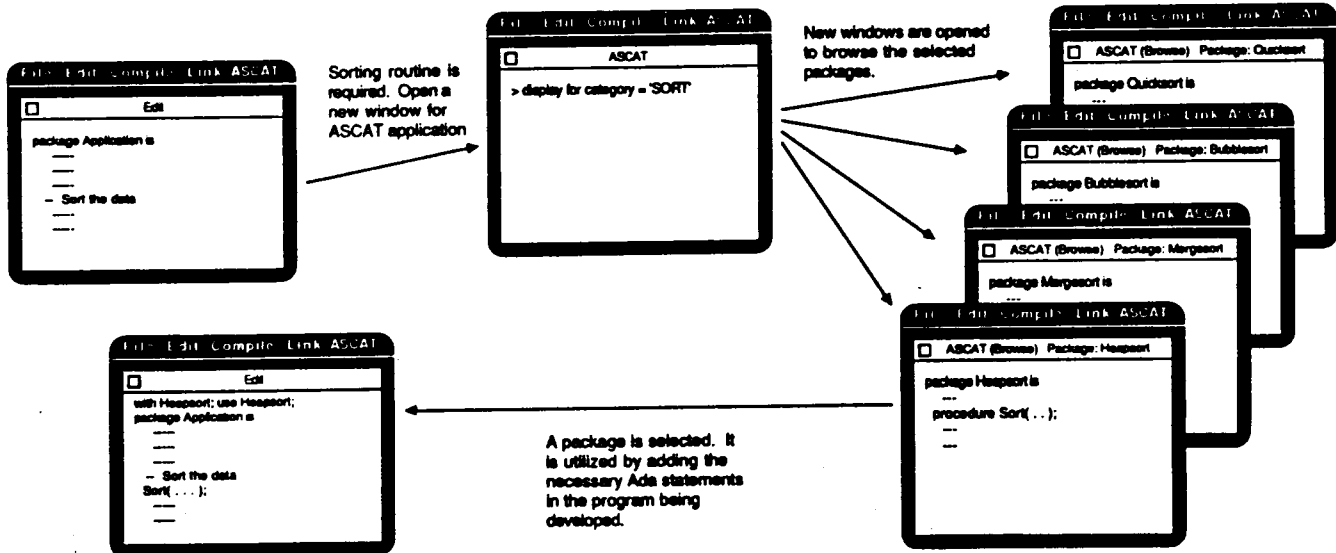 File Edit Compile Link ASCAT
Edit
package Application is
----
----
----
-- Sort the data
----
----
Sorting routine is
required. Open a
new window for
ASCAT application
File Edit Compile Link ASCAT
ASCAT
> display for category = "SORT"
New windows are opened
to browse the selected
packages.
File Edit Compile Link ASCAT
ASCAT (Browse) Package: Quicksort
package Quicksort is
---
File Edit Compile Link ASCAT
ASCAT (Browse) Package: Bubblesort
package Bubblesort is
---
File Edit Compile Link ASCAT
ASCAT (Browse) Package: Mergesort
package Mergesort is
---
File Edit Compile Link ASCAT
ASCAT (Browse) Package: Heapsort
package Heapsort is
---
procedure Sort( . . );
---
---
A package is selected. It
is utilized by adding the
necessary Ada statements
in the program being
developed.
File Edit Compile Link ASCAT
Edit
with Heapsort; use Heapsort;
package Application is
----
----
----
-- Sort the data
Sort( . . . );
----
----